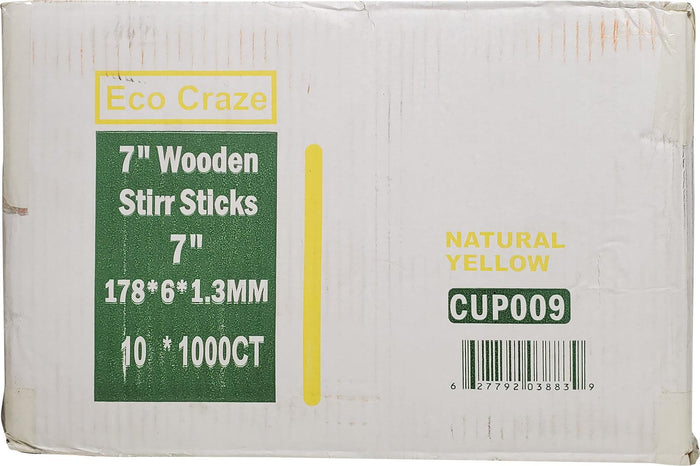 Eco Craze
7" Wooden
Stirr Sticks
7"
178*6*1.3MM
10 *1000CT
NATURAL
YELLOW
CUP009
6 27792 03883 9